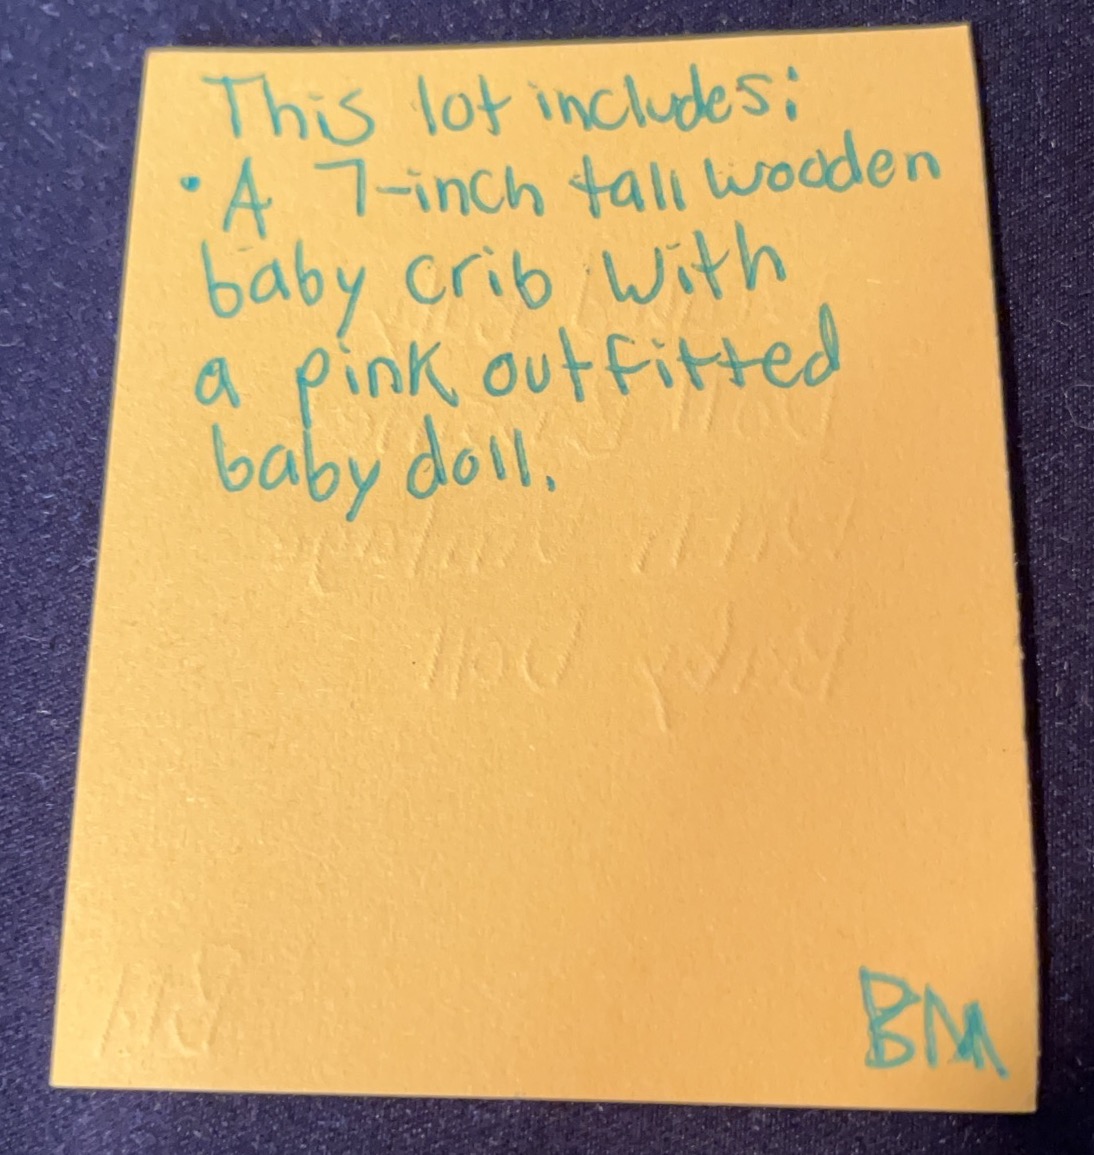 This lot includes:
• A 7-inch tall wooden
baby crib with
a pink outfitted
baby doll.
BM